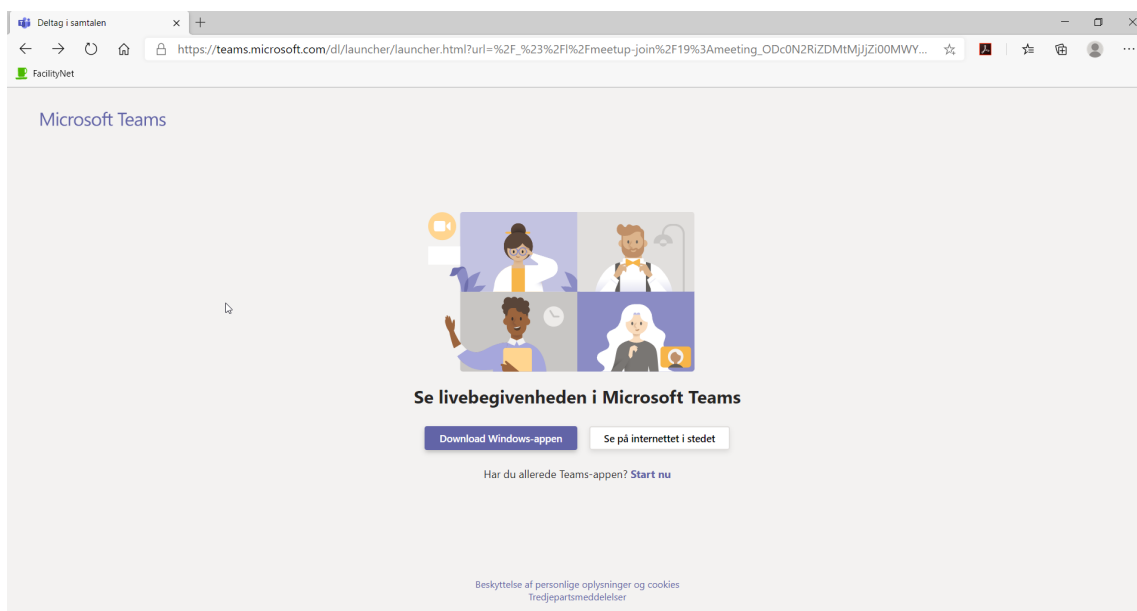 Deltag i samtalen
https://teams.microsoft.com/dl/launcher/launcher.html?url=%2F_%23%2Fl%2Fmeetup-join%2F19%3Ameeting_ODc0N2RiZDMtMjJjZi00MWY...
FacilityNet
Microsoft Teams
Se livebegivenheden i Microsoft Teams
Download Windows-appen
Se på internettet i stedet
Har du allerede Teams-appen? Start nu
Beskyttelse af personlige oplysninger og cookies
Tredjepartsmeddelelser